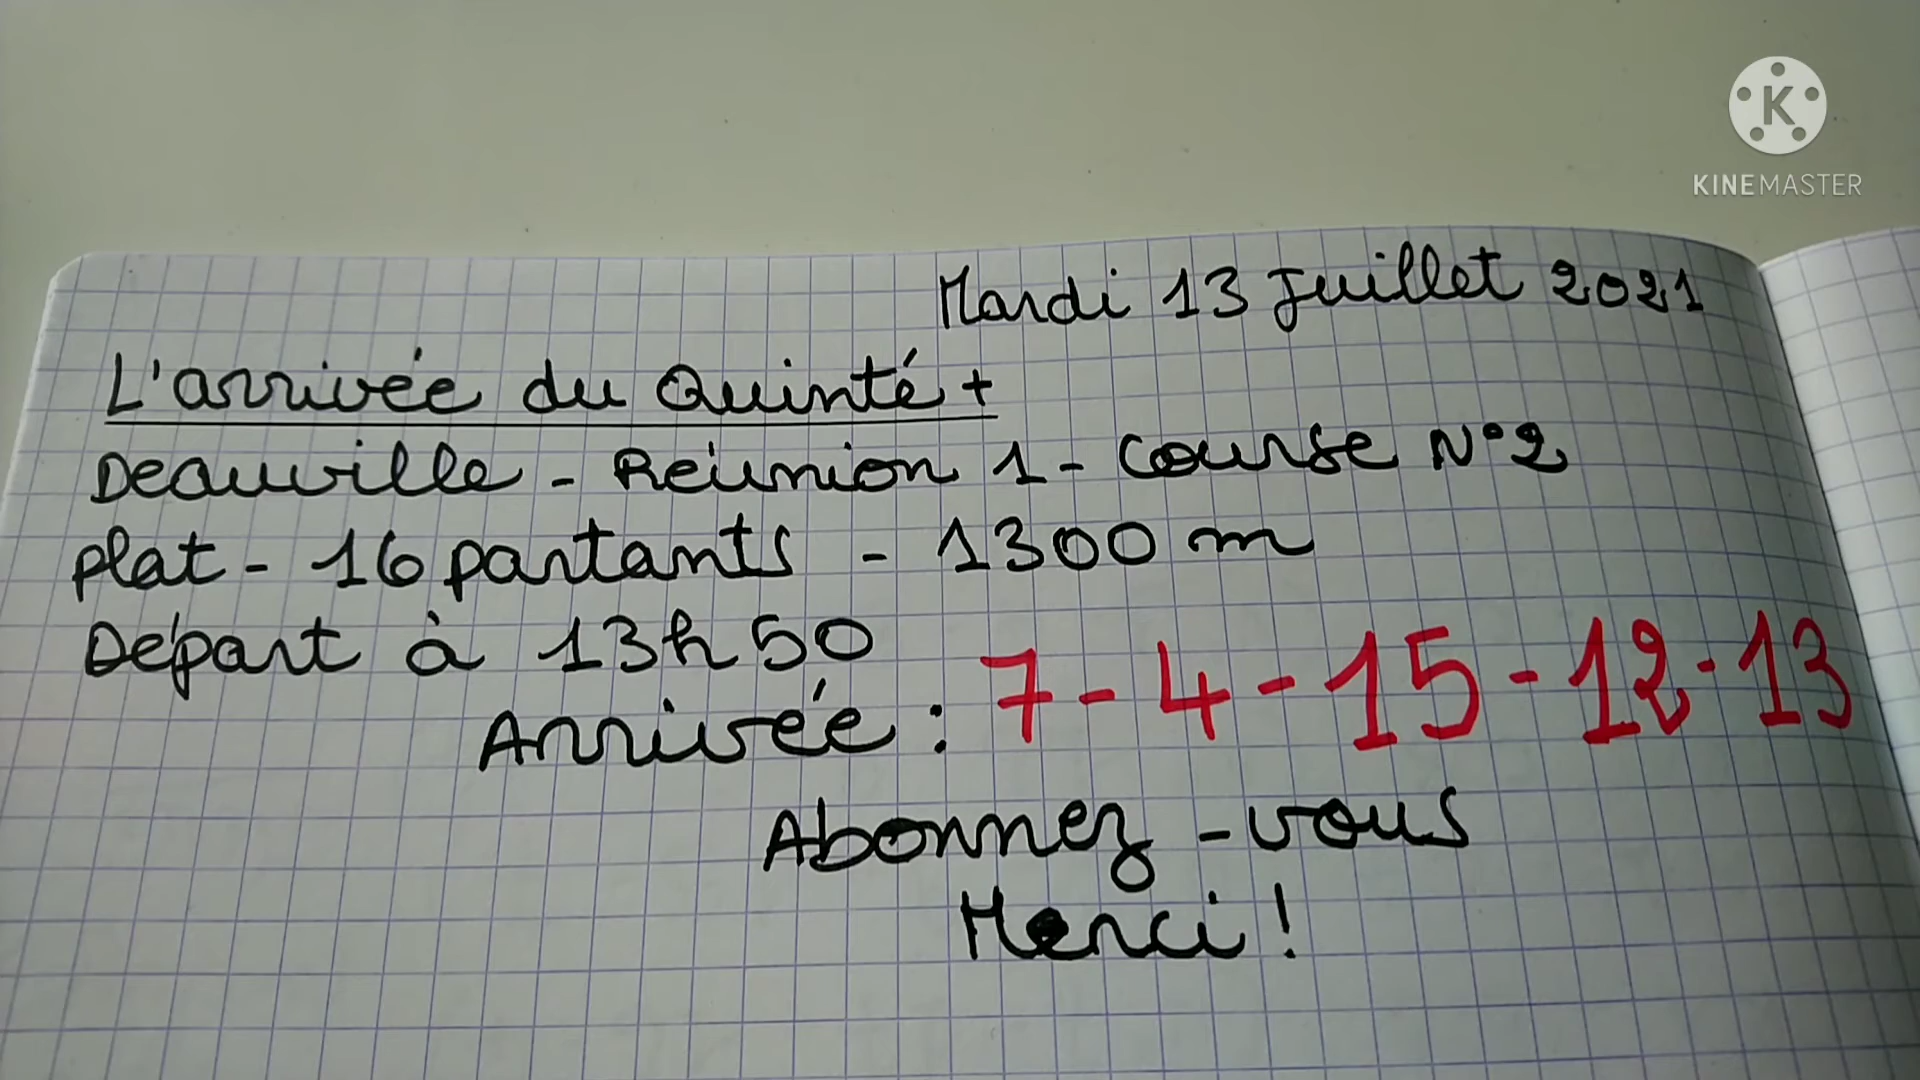 KINEMASTER
Mardi 13 Juillet 2021
L'arrivée du Quinté +
Deauville - Réunion 1 - Course N°2
plat - 16 partants - 1300 m
Départ à 13h50
Arrivée : 7 - 4 - 15 - 12 - 13
Abonnez-vous
Merci !